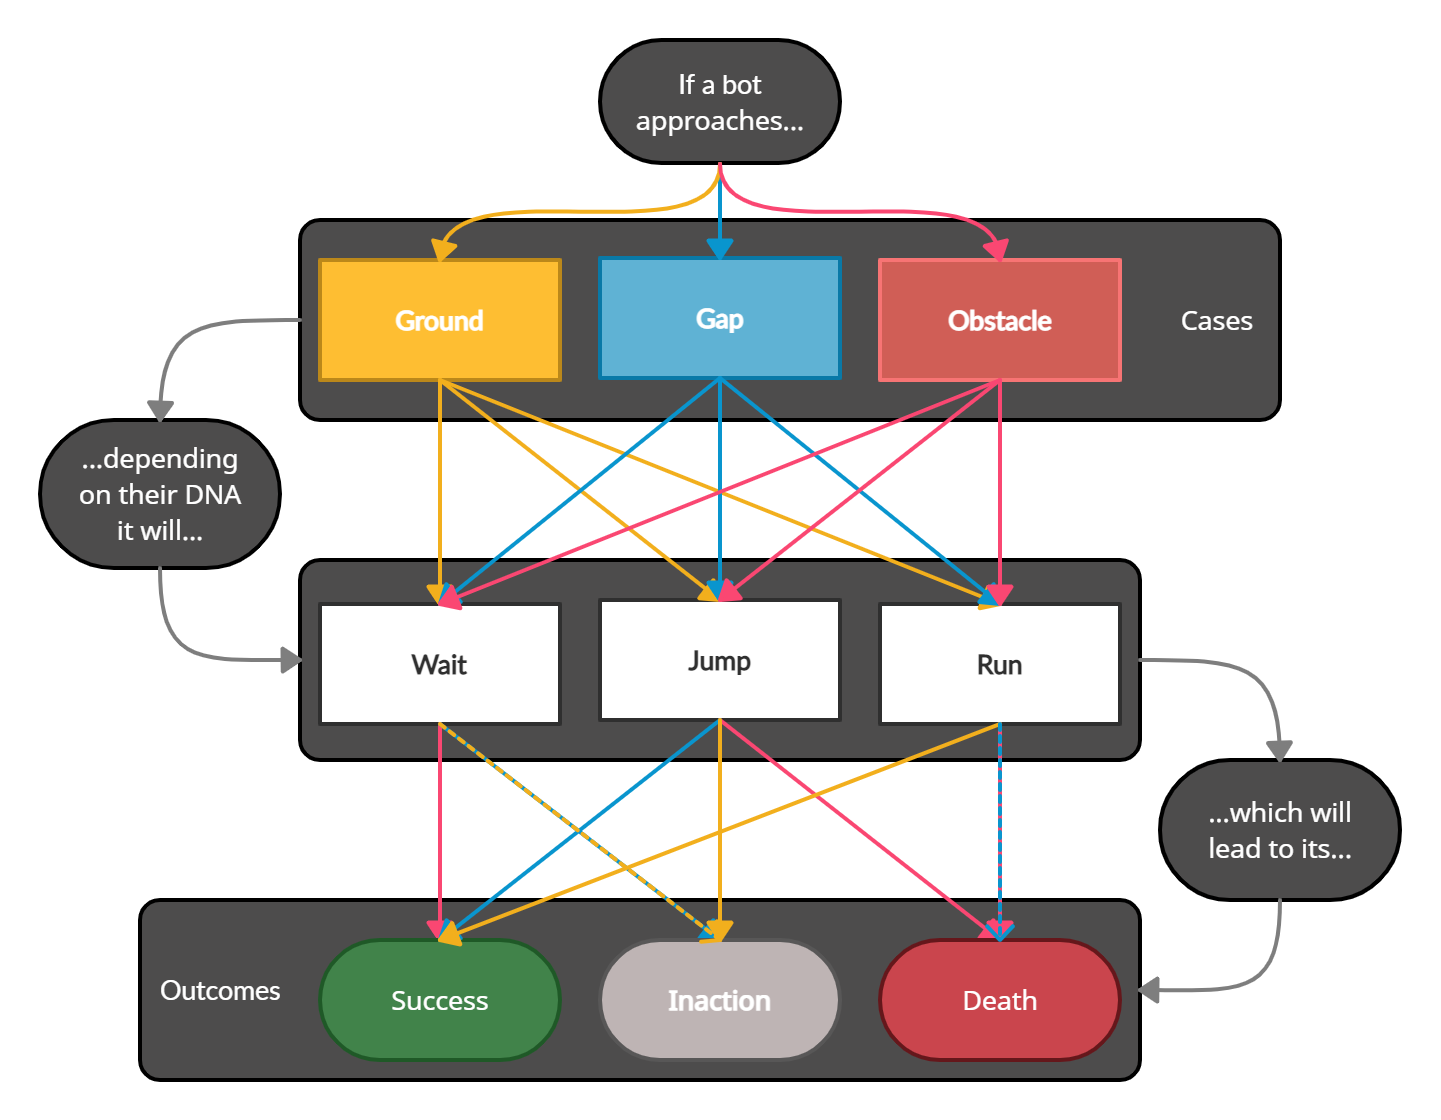 If a bot
approaches...
Ground
Gap
Obstacle
Cases
...depending
on their DNA
it will...
Wait
Jump
Run
...which will
lead to its...
Outcomes
Success
Inaction
Death